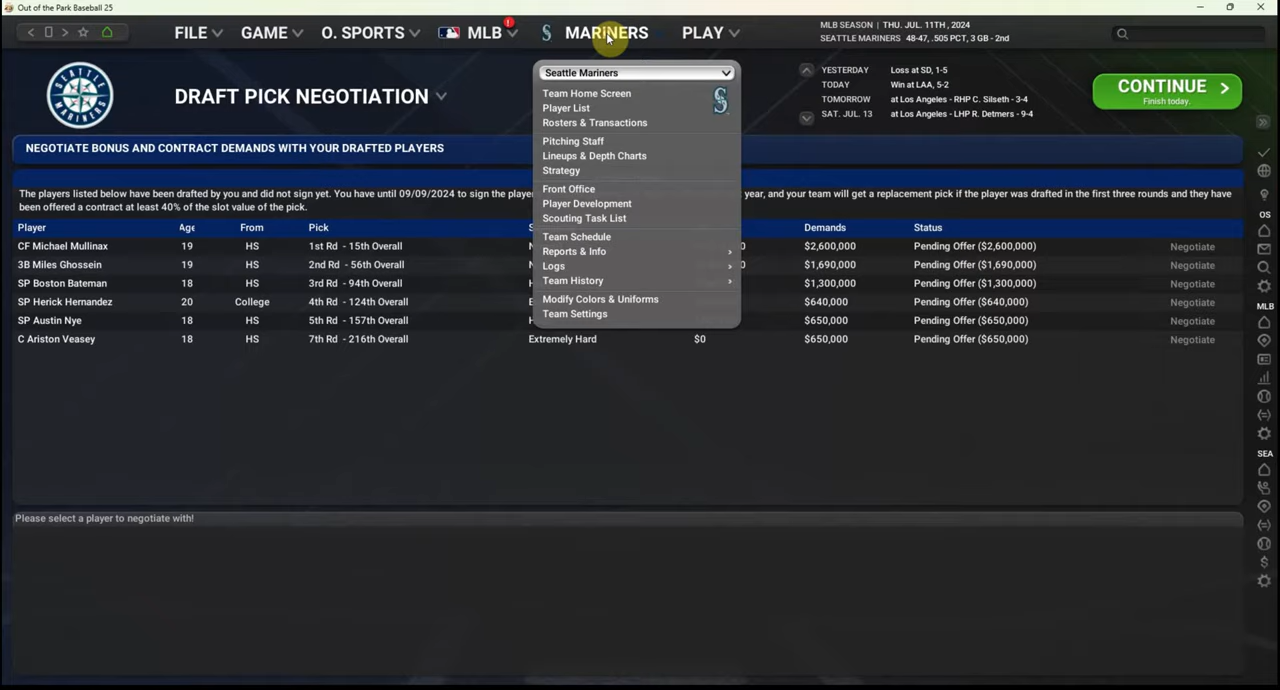 Out of the Park Baseball 25
FILE GAME O. SPORTS MLB MARINERS PLAY
MLB SEASON | THU. JUL. 11TH , 2024
SEATTLE MARINERS 48-47, .505 PCT, 3 GB - 2nd
DRAFT PICK NEGOTIATION
YESTERDAY Loss at SD, 1-5
TODAY Win at LAA, 5-2
TOMORROW at Los Angeles - RHP C. Silseth - 3-4
SAT. JUL. 13 at Los Angeles - LHP R. Detmers - 9-4
CONTINUE
Finish today.
Seattle Mariners
Team Home Screen
Player List
Rosters & Transactions
Pitching Staff
Lineups & Depth Charts
Strategy
Front Office
Player Development
Scouting Task List
Team Schedule
Reports & Info
Logs
Team History
Modify Colors & Uniforms
Team Settings
NEGOTIATE BONUS AND CONTRACT DEMANDS WITH YOUR DRAFTED PLAYERS
The players listed below have been drafted by you and did not sign yet. You have until 09/09/2024 to sign the playe year, and your team will get a replacement pick if the player was drafted in the first three rounds and they have
been offered a contract at least 40% of the slot value of the pick.
Player Age From Pick S Demands Status
CF Michael Mullinax 19 HS 1st Rd - 15th Overall N 0 $2,600,000 Pending Offer ($2,600,000) Negotiate
3B Miles Ghossein 19 HS 2nd Rd - 56th Overall N 0 $1,690,000 Pending Offer ($1,690,000) Negotiate
SP Boston Bateman 18 HS 3rd Rd - 94th Overall $1,300,000 Pending Offer ($1,300,000) Negotiate
SP Herick Hernandez 20 College 4th Rd - 124th Overall E $640,000 Pending Offer ($640,000) Negotiate
SP Austin Nye 18 HS 5th Rd - 157th Overall H $650,000 Pending Offer ($650,000) Negotiate
C Ariston Veasey 18 HS 7th Rd - 216th Overall Extremely Hard $0 $650,000 Pending Offer ($650,000) Negotiate
Please select a player to negotiate with!
OS
MLB
SEA